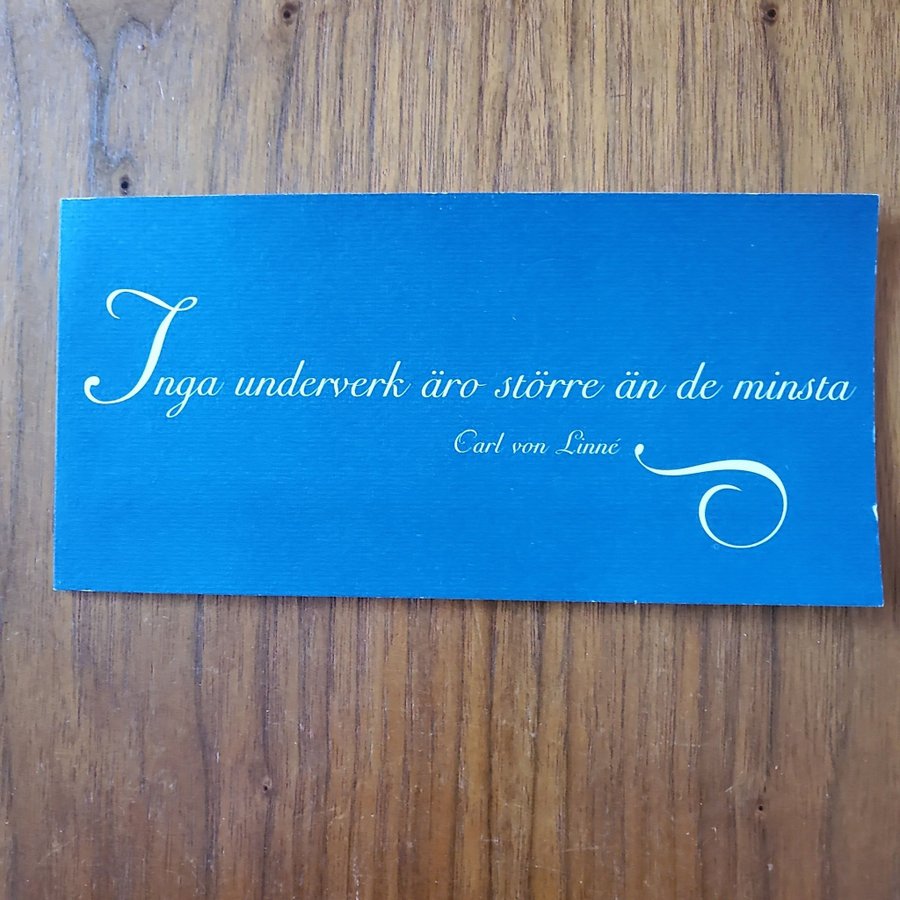 Inga underverk äro större än de minsta
Carl von Linné